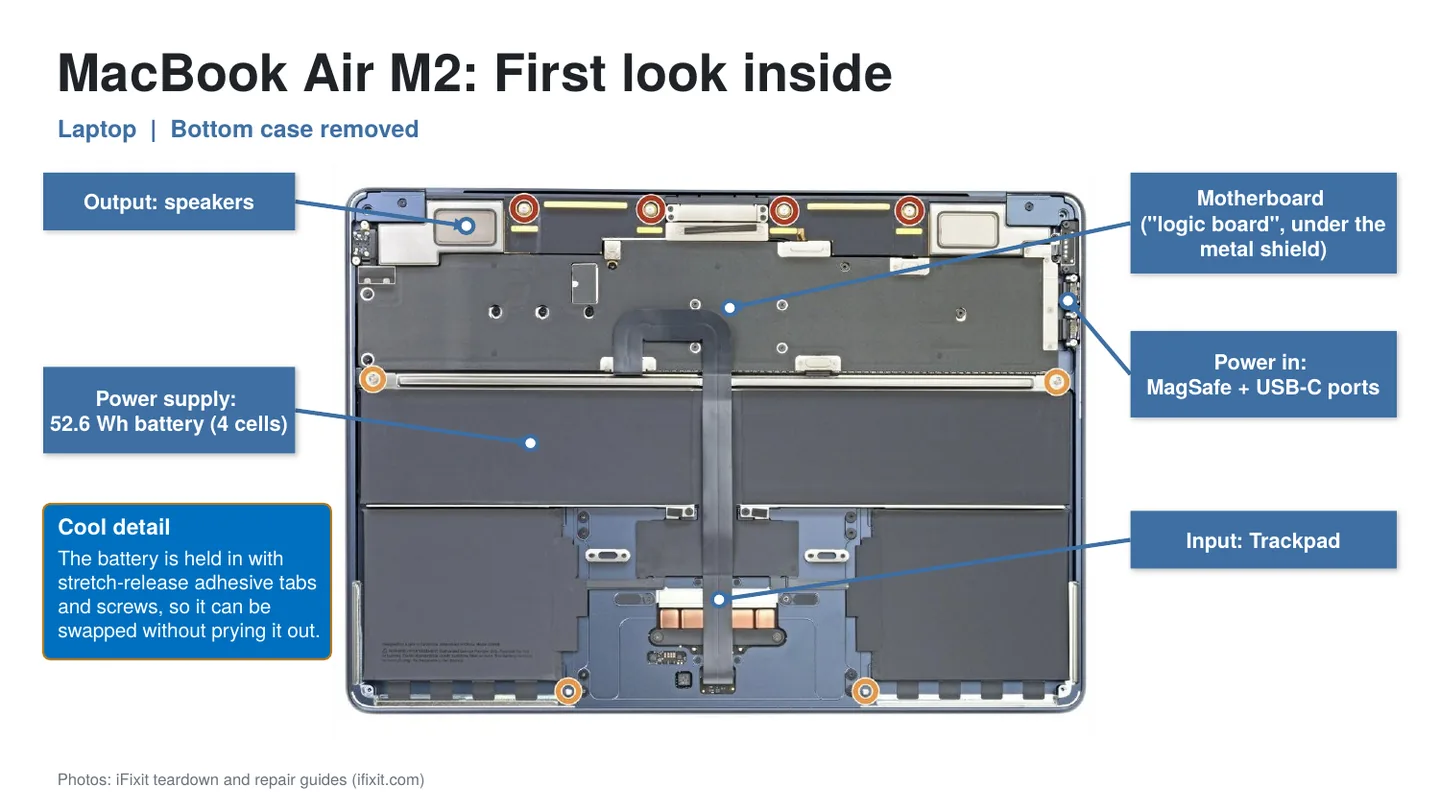 MacBook Air M2: First look inside
Laptop | Bottom case removed
Output: speakers
Motherboard
("logic board", under the
metal shield)
Power in:
MagSafe + USB-C ports
Power supply:
52.6 Wh battery (4 cells)
Cool detail
The battery is held in with
stretch-release adhesive tabs
and screws, so it can be
swapped without prying it out.
Input: Trackpad
Photos: iFixit teardown and repair guides (ifixit.com)